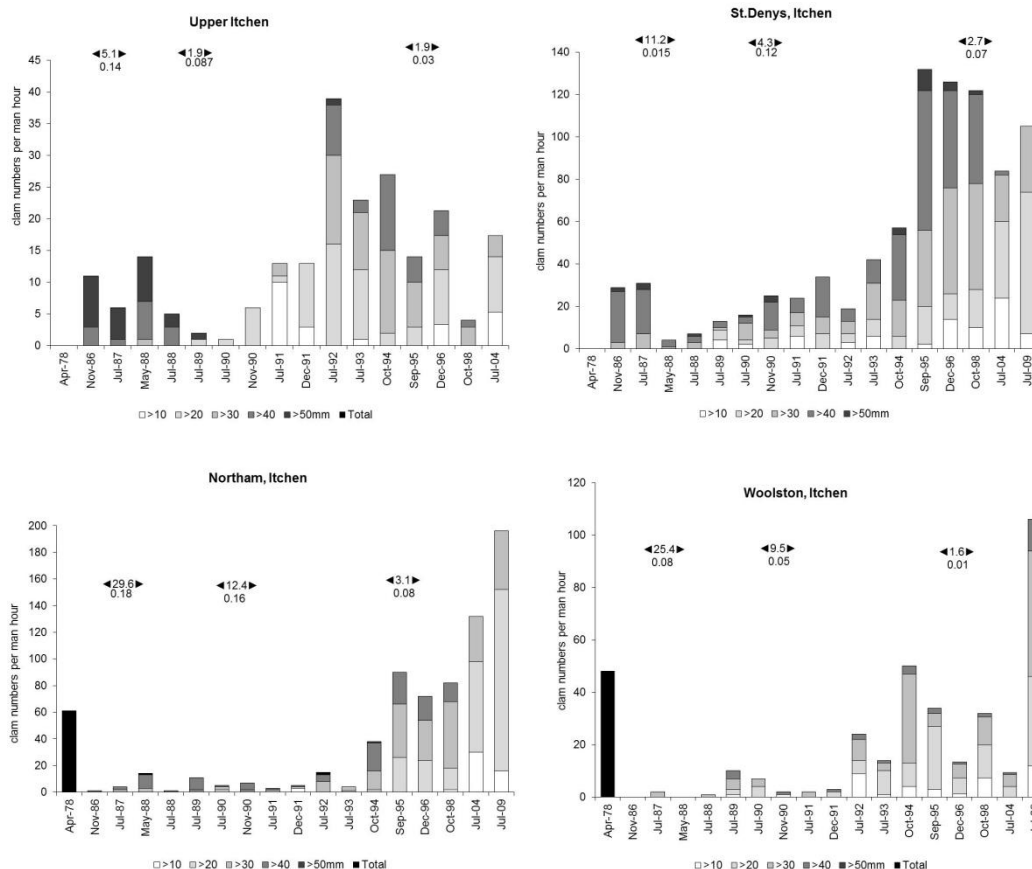 Upper Itchen
◄5.1►
0.14
◄1.9►
0.087
◄1.9►
0.03
clam numbers per man hour
45
40
35
30
25
20
15
10
5
0
Apr-78
Nov-86
Jul-87
May-88
Jul-88
Jul-89
Jul-90
Nov-90
Jul-91
Dec-91
Jul-92
Jul-93
Oct-94
Sep-95
Dec-96
Oct-98
Jul-04
□>10 □>20 ■>30 ■>40 ■>50mm ■Total
St.Denys, Itchen
◄11.2►
0.015
◄4.3►
0.12
◄2.7►
0.07
clam numbers per man hour
140
120
100
80
60
40
20
0
Apr-78
Nov-86
Jul-87
May-88
Jul-88
Jul-89
Jul-90
Nov-90
Jul-91
Dec-91
Jul-92
Jul-93
Oct-94
Sep-95
Dec-96
Oct-98
Jul-04
Jul-09
□>10 □>20 ■>30 ■>40 ■>50mm
Northam, Itchen
◄29.6►
0.18
◄12.4►
0.16
◄3.1►
0.08
clam numbers per man hour
200
180
160
140
120
100
80
60
40
20
0
Apr-78
Nov-86
Jul-87
May-88
Jul-88
Jul-89
Jul-90
Nov-90
Jul-91
Dec-91
Jul-92
Jul-93
Oct-94
Sep-95
Dec-96
Oct-98
Jul-04
Jul-09
□>10 □>20 ■>30 ■>40 ■>50mm ■Total
Woolston, Itchen
◄25.4►
0.08
◄9.5►
0.05
◄1.6►
0.01
clam numbers per man hour
120
100
80
60
40
20
0
Apr-78
Nov-86
Jul-87
May-88
Jul-88
Jul-89
Jul-90
Nov-90
Jul-91
Dec-91
Jul-92
Jul-93
Oct-94
Sep-95
Dec-96
Oct-98
Jul-04
□>10 □>20 ■>30 ■>40 ■>50mm ■Total